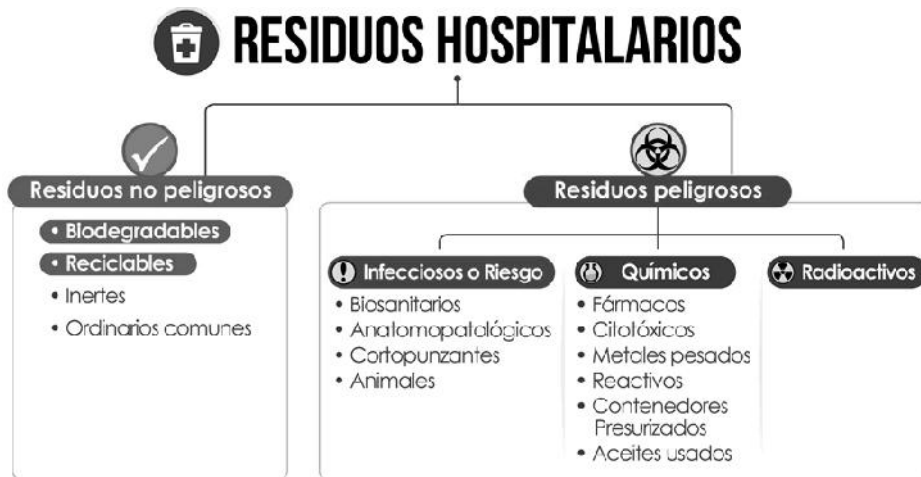 RESIDUOS HOSPITALARIOS
Residuos no peligrosos
• Biodegradables
• Reciclables
• Inertes
• Ordinarios comunes
Residuos peligrosos
Infecciosos o Riesgo
• Biosanitarios
• Anatomopatológicos
• Cortopunzantes
• Animales
Químicos
• Fármacos
• Citotóxicos
• Metales pesados
• Reactivos
• Contenedores
Presurizados
• Aceites usados
Radioactivos